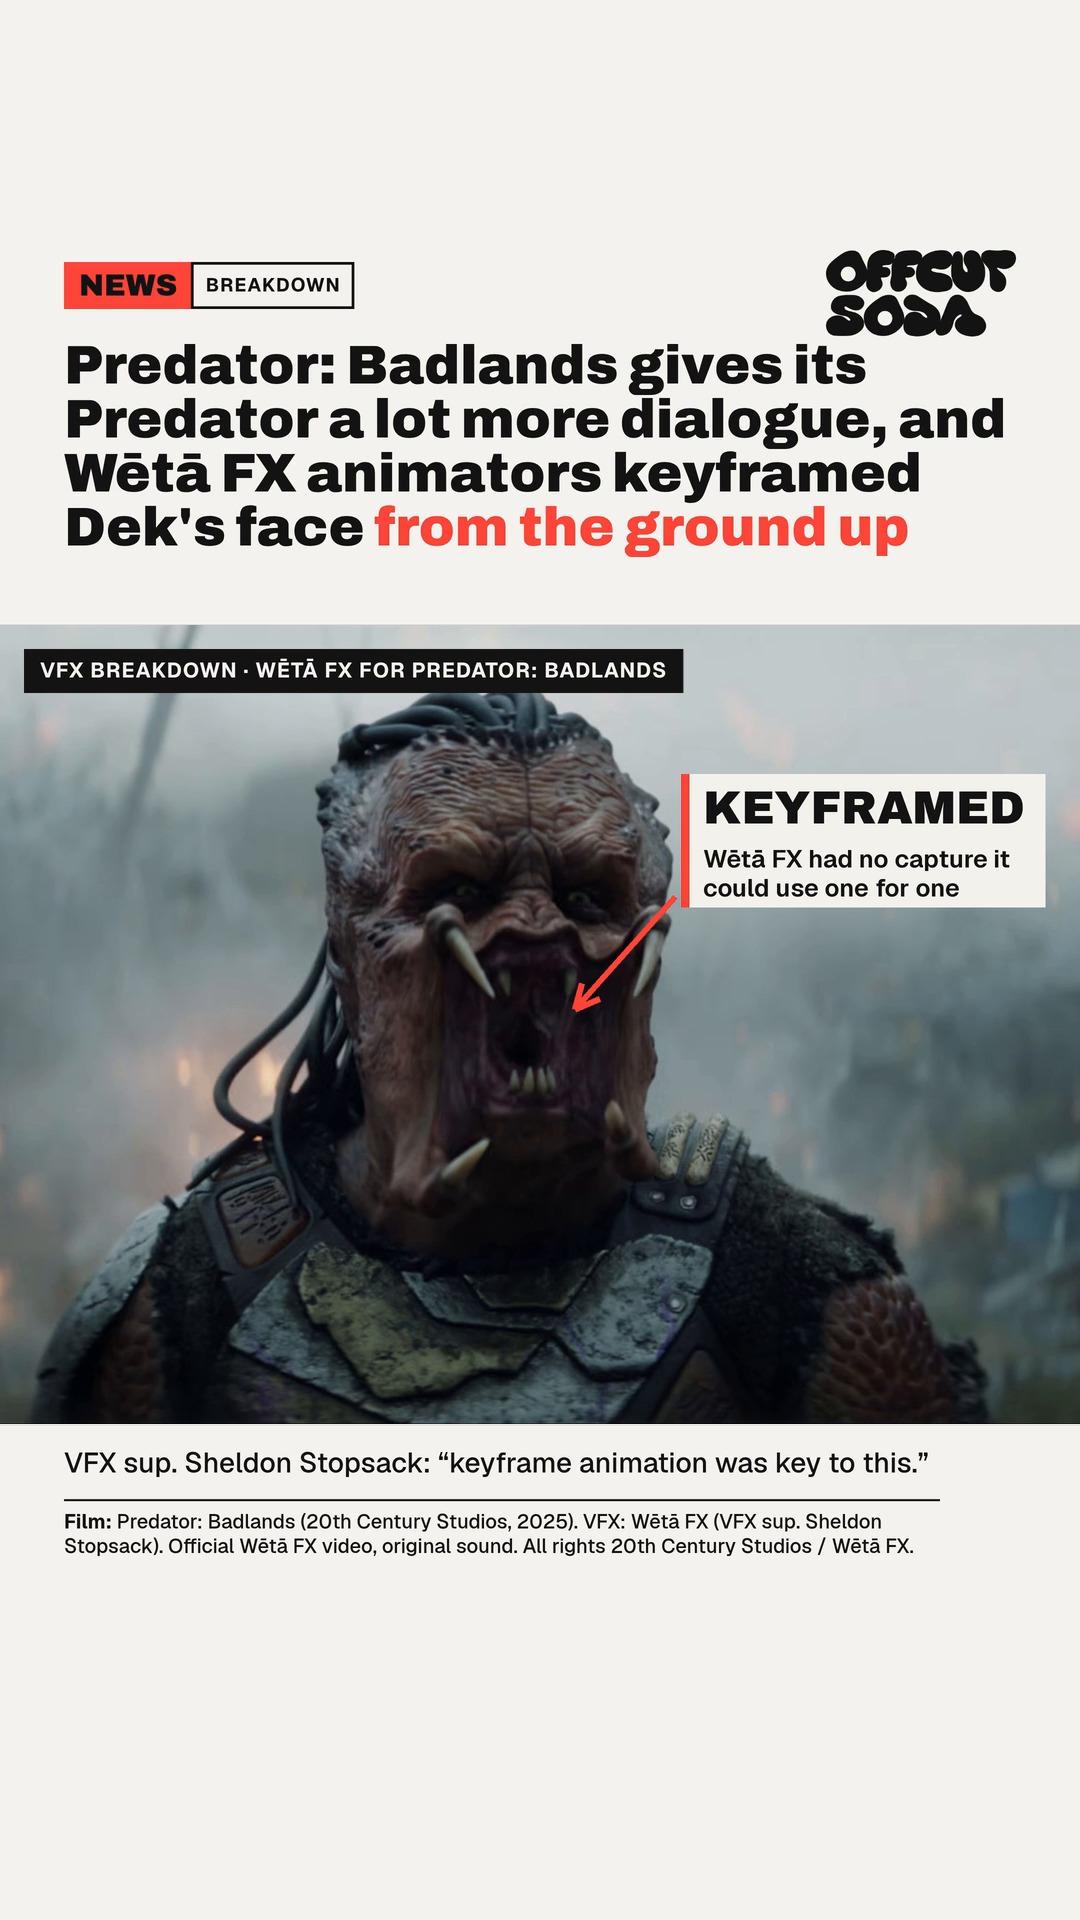 NEWS BREAKDOWN
OFFCUT
SODA
Predator: Badlands gives its
Predator a lot more dialogue, and
Wētā FX animators keyframed
Dek's face from the ground up
VFX BREAKDOWN · WĒTĀ FX FOR PREDATOR: BADLANDS
KEYFRAMED
Wētā FX had no capture it
could use one for one
VFX sup. Sheldon Stopsack: “keyframe animation was key to this.”
Film: Predator: Badlands (20th Century Studios, 2025). VFX: Wētā FX (VFX sup. Sheldon
Stopsack). Official Wētā FX video, original sound. All rights 20th Century Studios / Wētā FX.